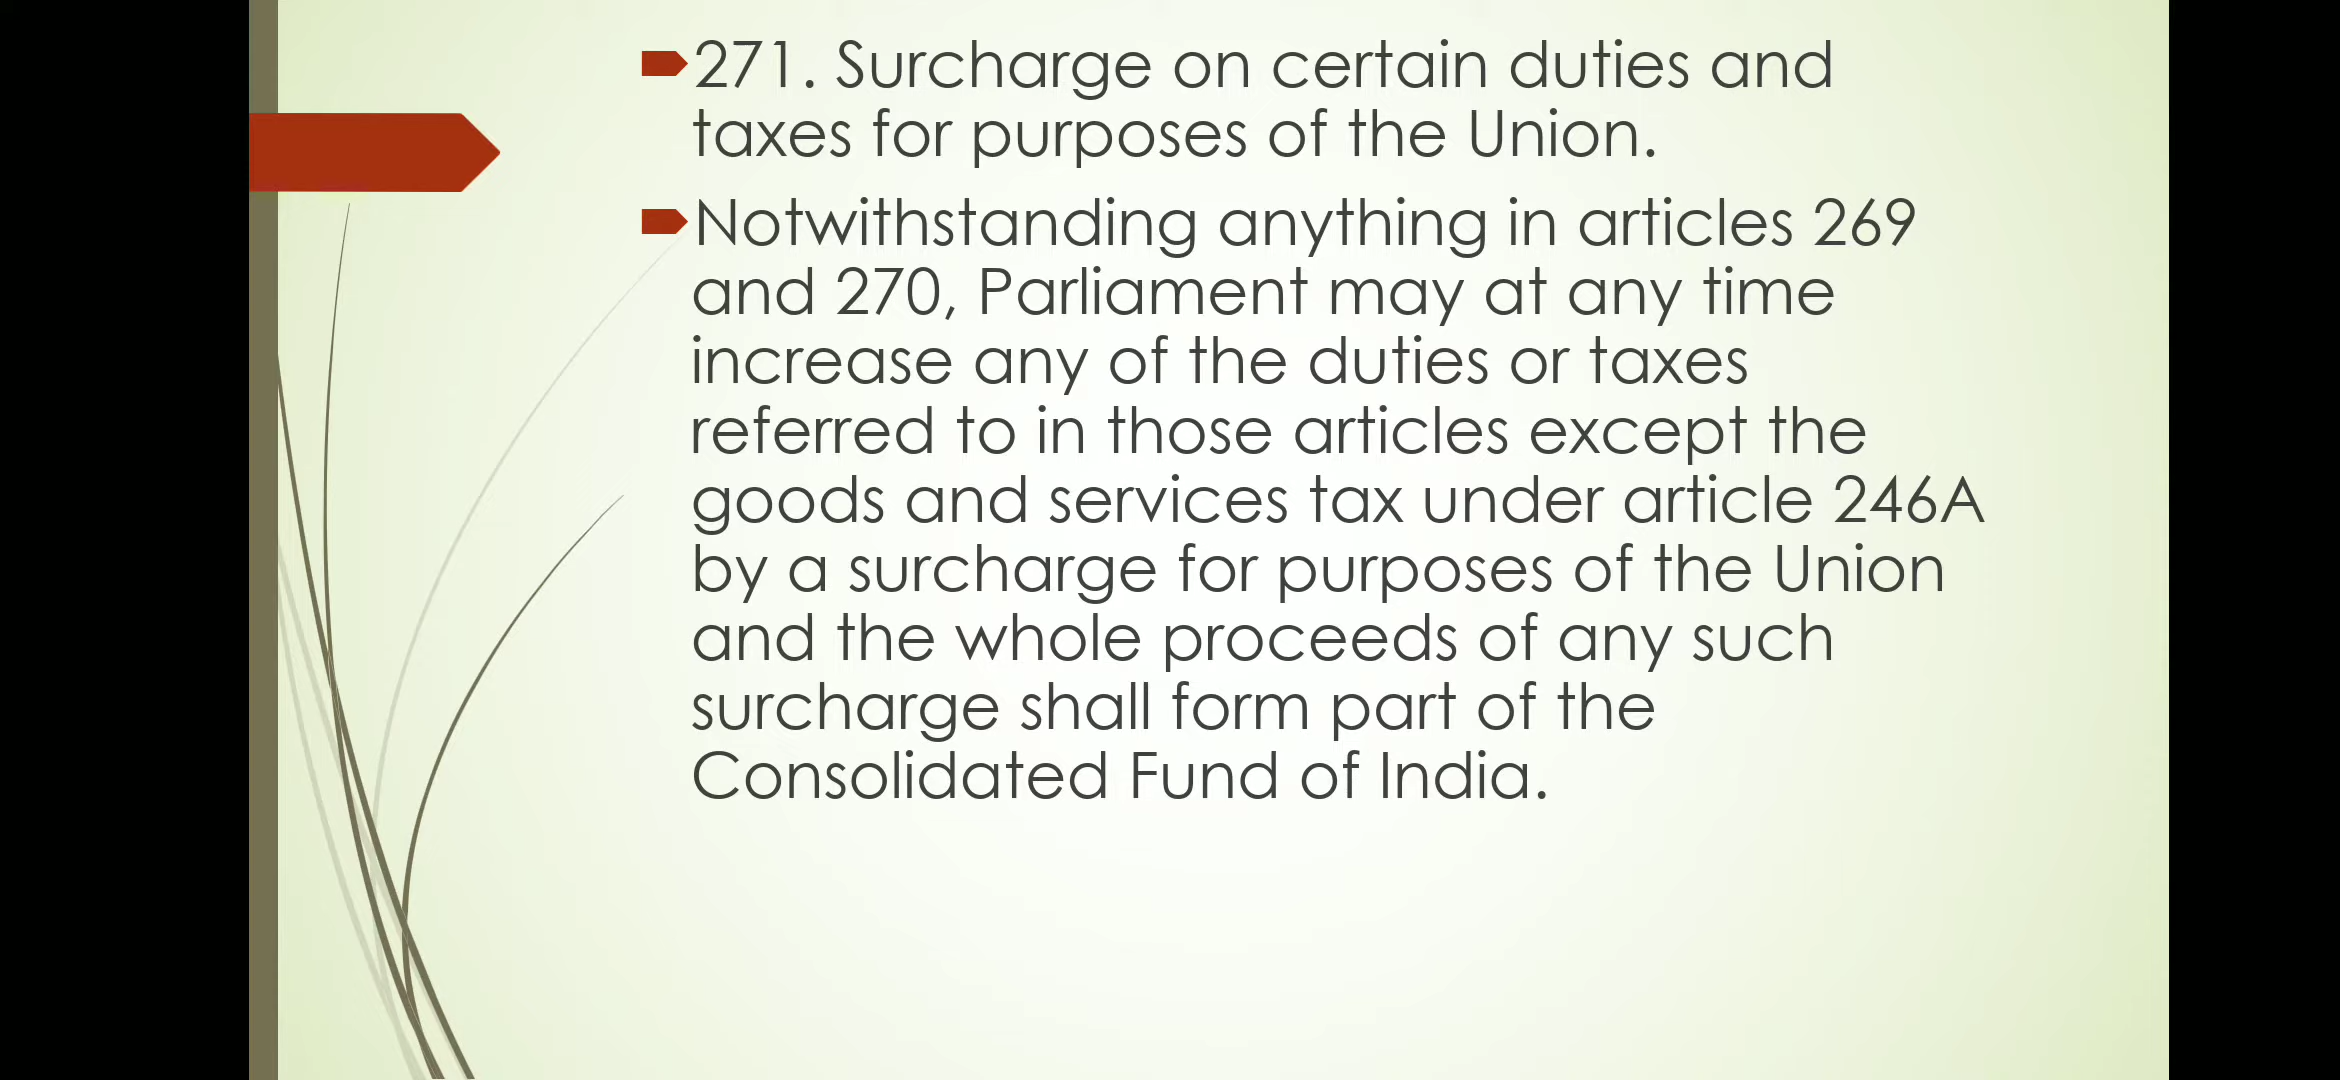 271. Surcharge on certain duties and
taxes for purposes of the Union.
Notwithstanding anything in articles 269
and 270, Parliament may at any time
increase any of the duties or taxes
referred to in those articles except the
goods and services tax under article 246A
by a surcharge for purposes of the Union
and the whole proceeds of any such
surcharge shall form part of the
Consolidated Fund of India.